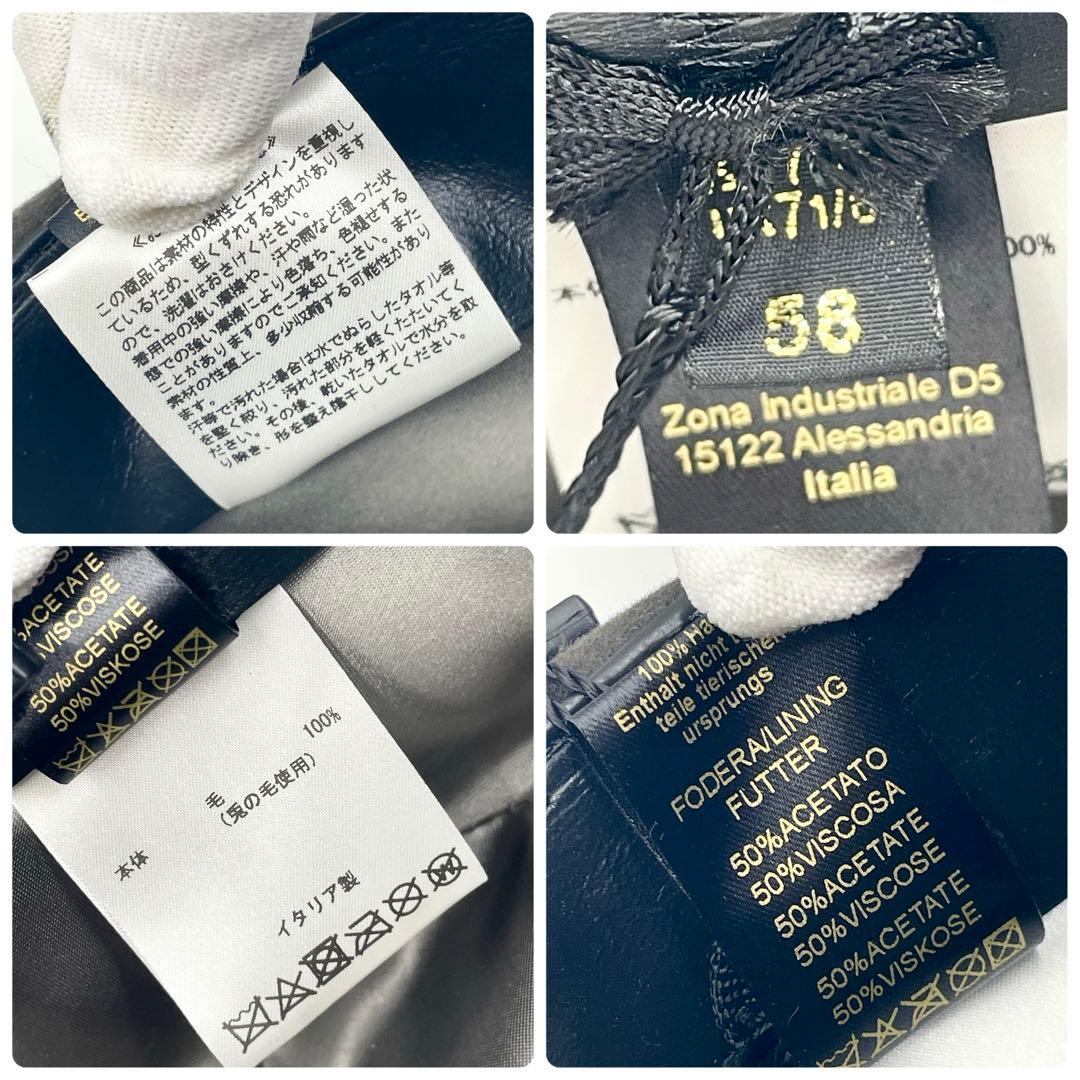 この商品は素材の特性とデザインを重視し
ているため、型くずれする恐れがあります
ので、洗濯はおさけください。
着用中の強い摩擦や、汗や雨など湿った状
態での強い摩擦により色落ち、色褪せする
ことがありますのでご承知ください。また
素材の性質上、多少収縮する可能性があり
ます。
汗等で汚れた場合は水でぬらしたタオル等
を堅く絞り、汚れた部分を軽くたたいてく
ださい。その後、乾いたタオルで水分を取
り除き、形を整え陰干ししてください。
58
Zona Industriale D5
15122 Alessandria
Italia
00%
ACETATE
VISCOSE
50%ACETATE
50%VISKOSE
100%
毛
(兎の毛使用)
本体
イタリア製
100%
Enthalt nicht
teile tierischen
ursprungs
FODERA/LINING
FUTTER
50%ACETATO
50%VISCOSA
50%ACETATE
50%VISCOSE
50%ACETATE
50%VISKOSE